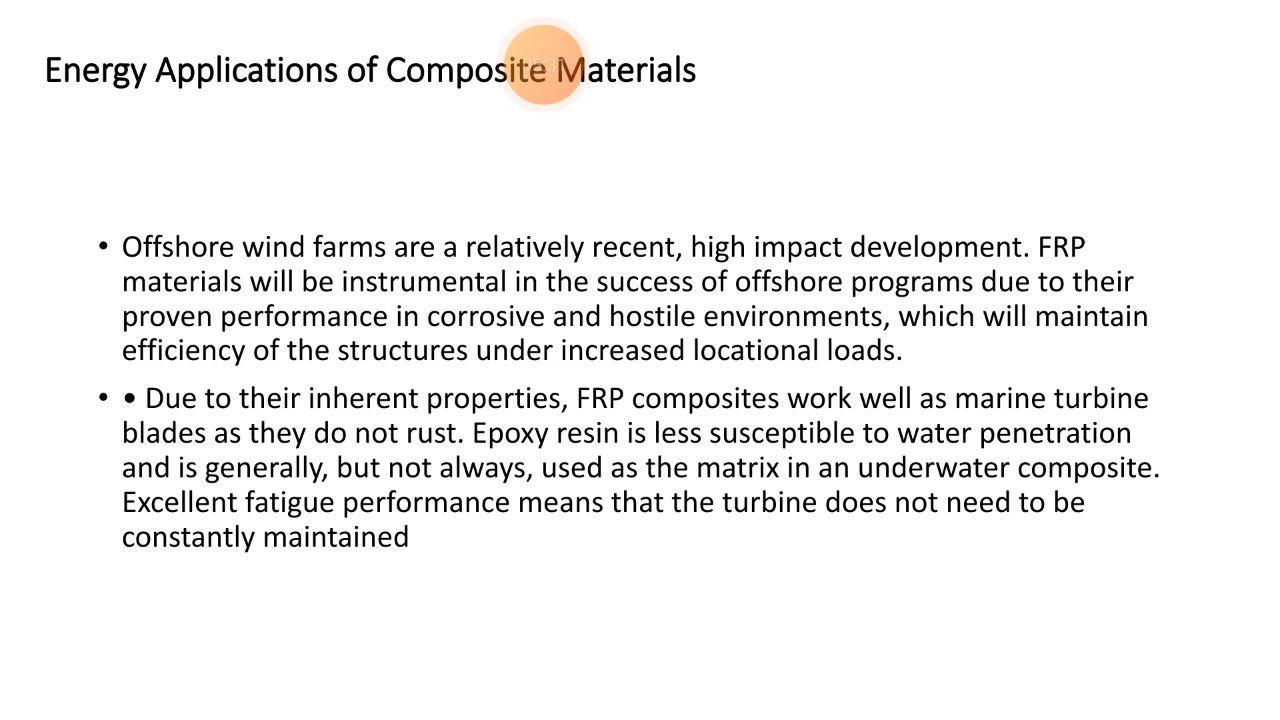 Energy Applications of Composite Materials
• Offshore wind farms are a relatively recent, high impact development. FRP
materials will be instrumental in the success of offshore programs due to their
proven performance in corrosive and hostile environments, which will maintain
efficiency of the structures under increased locational loads.
• • Due to their inherent properties, FRP composites work well as marine turbine
blades as they do not rust. Epoxy resin is less susceptible to water penetration
and is generally, but not always, used as the matrix in an underwater composite.
Excellent fatigue performance means that the turbine does not need to be
constantly maintained